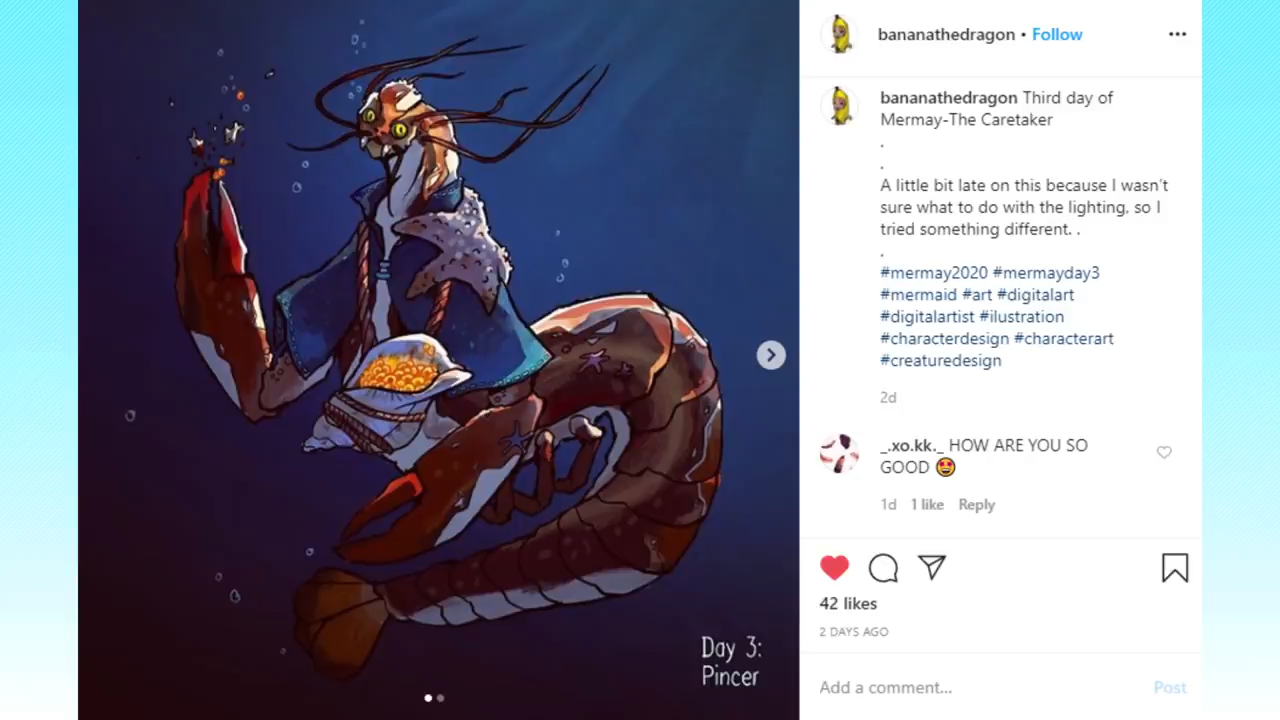 bananathedragon • Follow
bananathedragon Third day of
Mermay-The Caretaker
.
.
A little bit late on this because I wasn't
sure what to do with the lighting, so I
tried something different. .
.
#mermay2020 #mermayday3
#mermaid #art #digitalart
#digitalartist #ilustration
#characterdesign #characterart
#creaturedesign
2d
_.xo.kk._ HOW ARE YOU SO
GOOD 🤩
1d 1 like Reply
42 likes
2 DAYS AGO
Day 3:
Pincer
Add a comment... Post